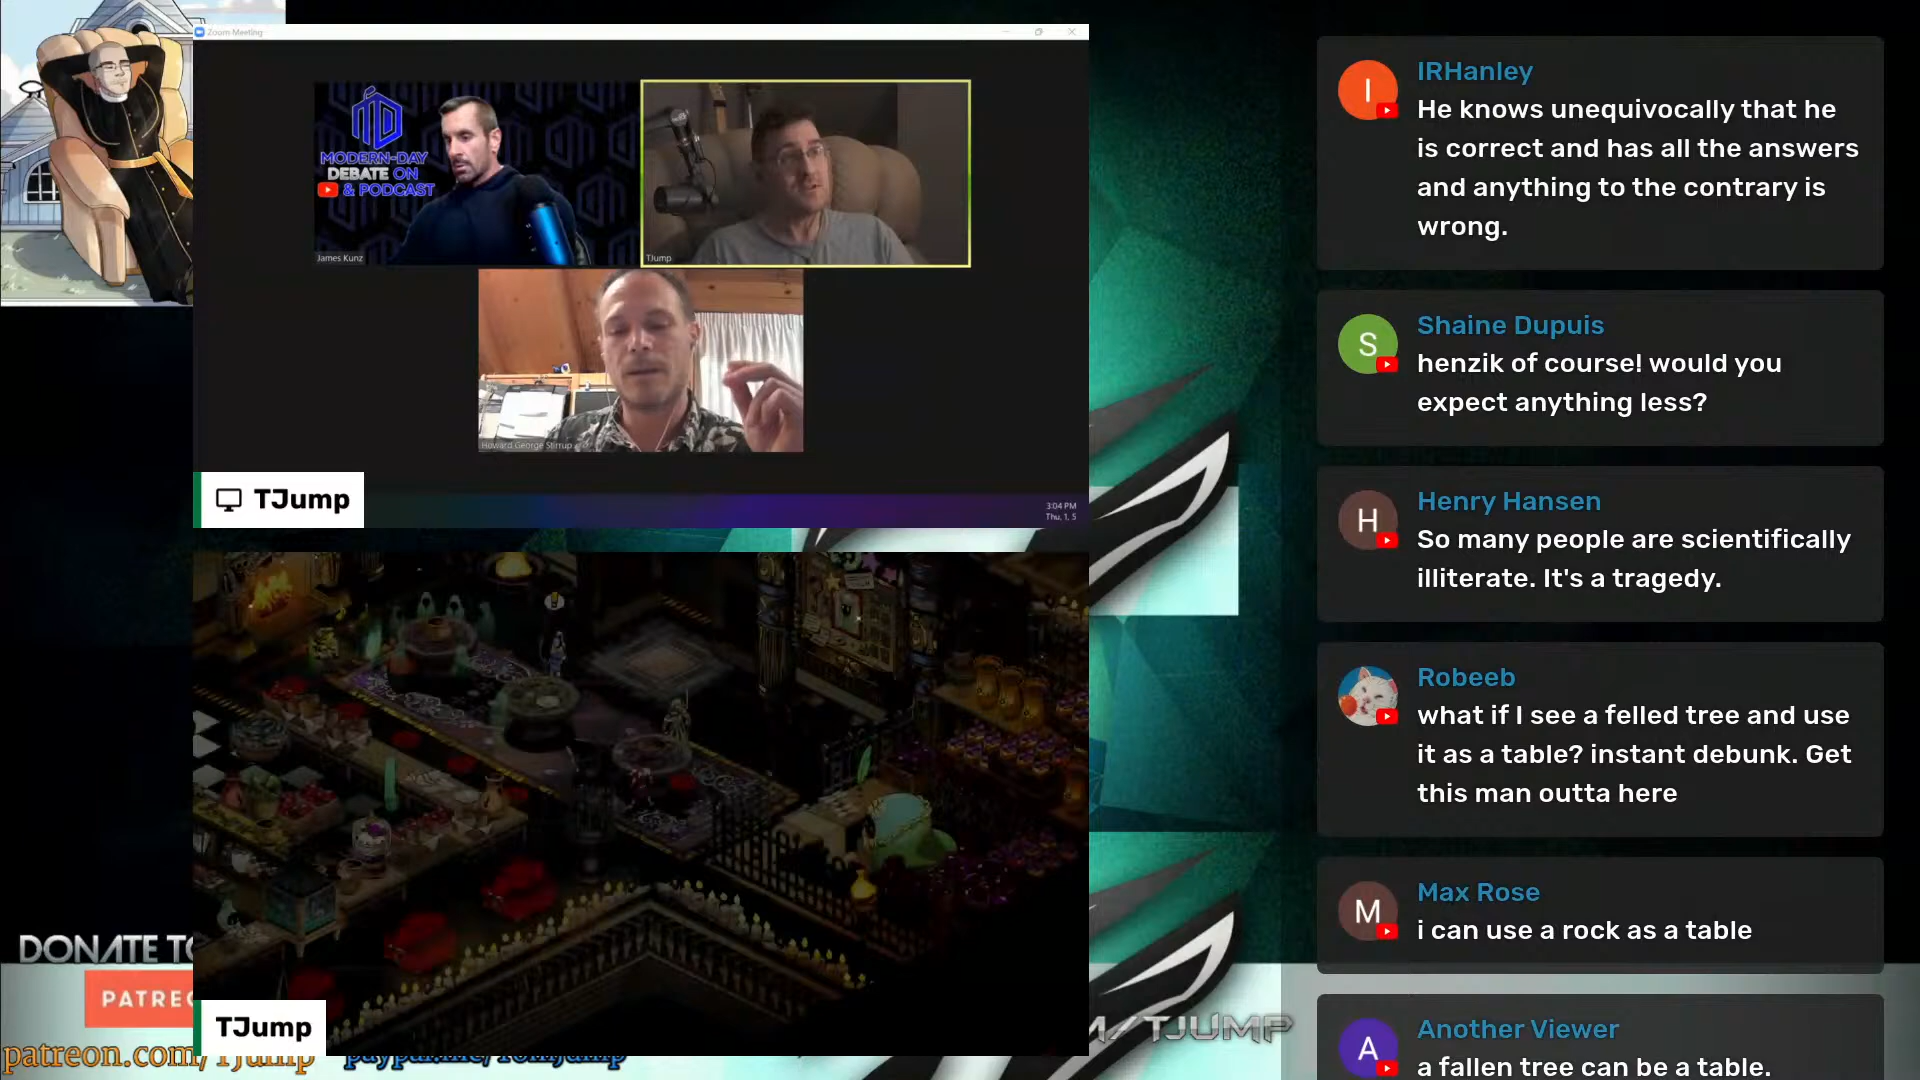 Zoom Meeting
MODERN-DAY
DEBATE ON
& PODCAST
James Kunz
TJump
Howard George Stirrup
TJump
3:04 PM
Thu, 1, 5
DONATE TO
PATREO
patreon.com/TJump
paypal.me/TomJump
TJump
M/TJUMP
I
IRHanley
He knows unequivocally that he
is correct and has all the answers
and anything to the contrary is
wrong.
S
Shaine Dupuis
henzik of course! would you
expect anything less?
H
Henry Hansen
So many people are scientifically
illiterate. It's a tragedy.
Robeeb
what if I see a felled tree and use
it as a table? instant debunk. Get
this man outta here
M
Max Rose
i can use a rock as a table
A
Another Viewer
a fallen tree can be a table.